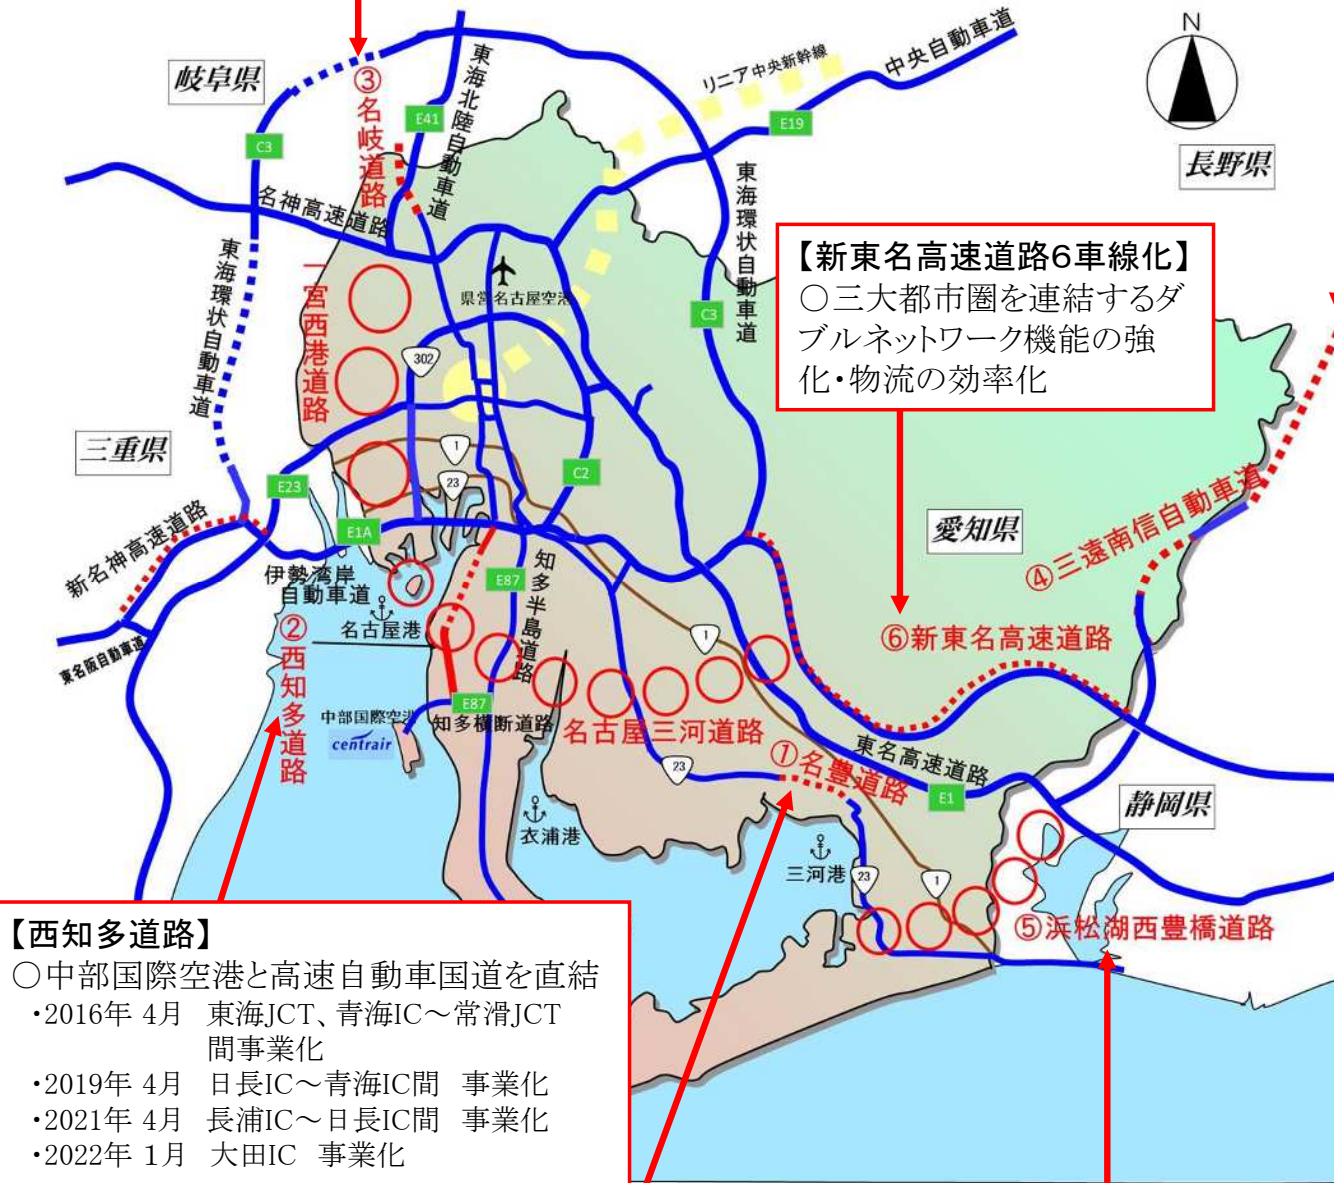 N
岐阜県
③名岐道路
東海北陸自動車道
リニア中央新幹線
中央自動車道
E41
E19
C3
長野県
名神高速道路
東海環状自動車道
東海環状自動車道
一宮西港道路
県営名古屋空港
C3
【新東名高速道路6車線化】
○三大都市圏を連結するダ
ブルネットワーク機能の強
化・物流の効率化
302
三重県
1
23
C2
E23
E1A
新名神高速道路
伊勢湾岸
自動車道
名古屋港
E87
知多半島道路
愛知県
④三遠南信自動車道
⑥新東名高速道路
1
東名阪自動車道
②西知多道路
E87
中部国際空港
centrair
知多横断道路
名古屋三河道路
23
①名豊道路
東名高速道路
E1
静岡県
衣浦港
三河港
23
1
⑤浜松湖西豊橋道路
【西知多道路】
○中部国際空港と高速自動車国道を直結
・2016年 4月 東海JCT、青海IC～常滑JCT
間事業化
・2019年 4月 日長IC～青海IC間 事業化
・2021年 4月 長浦IC～日長IC間 事業化
・2022年 1月 大田IC 事業化